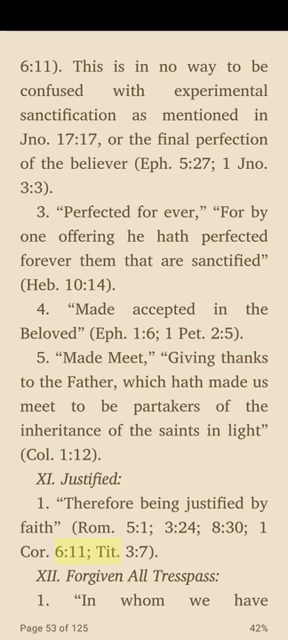 6:11). This is in no way to be
confused with experimental
sanctification as mentioned in
Jno. 17:17, or the final perfection
of the believer (Eph. 5:27; 1 Jno.
3:3).
3. “Perfected for ever,” “For by
one offering he hath perfected
forever them that are sanctified”
(Heb. 10:14).
4. “Made accepted in the
Beloved” (Eph. 1:6; 1 Pet. 2:5).
5. “Made Meet,” “Giving thanks
to the Father, which hath made us
meet to be partakers of the
inheritance of the saints in light”
(Col. 1:12).
XI. Justified:
1. “Therefore being justified by
faith” (Rom. 5:1; 3:24; 8:30; 1
Cor. 6:11; Tit. 3:7).
XII. Forgiven All Tresspass:
1. “In whom we have
Page 53 of 125 42%